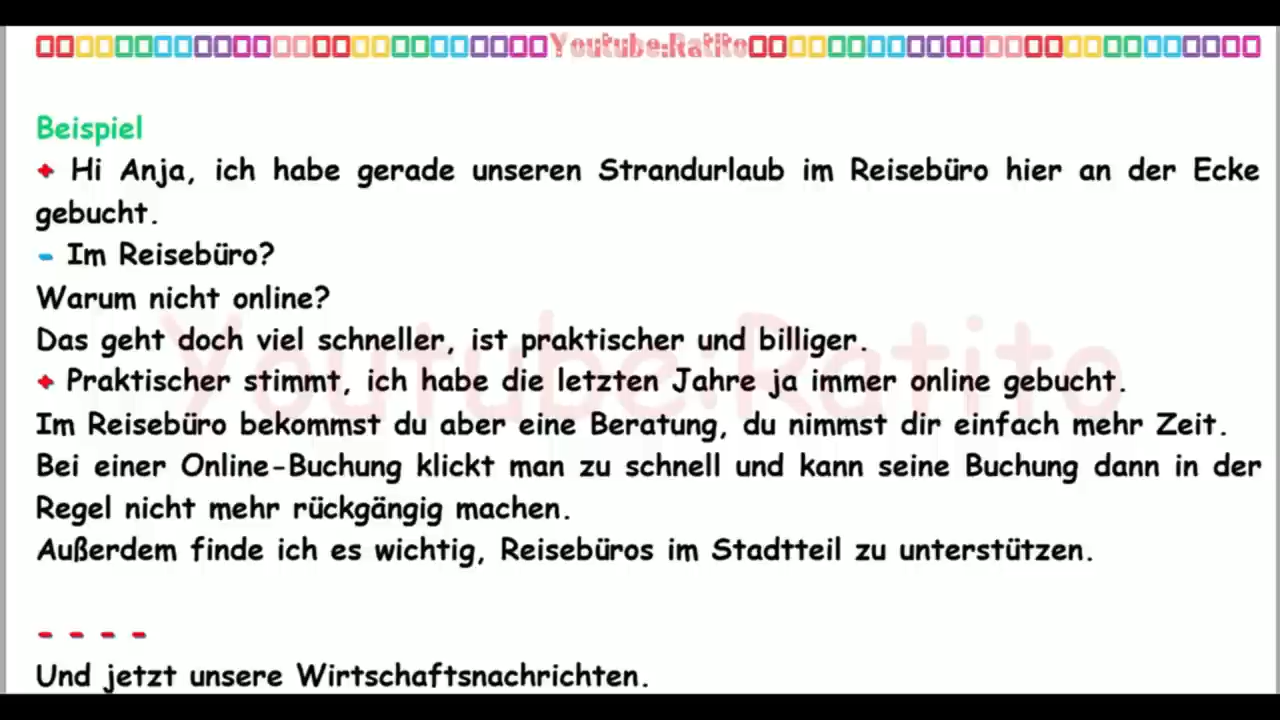 Youtube:Ratito
Beispiel
+ Hi Anja, ich habe gerade unseren Strandurlaub im Reisebüro hier an der Ecke
gebucht.
- Im Reisebüro?
Warum nicht online?
Das geht doch viel schneller, ist praktischer und billiger.
+ Praktischer stimmt, ich habe die letzten Jahre ja immer online gebucht.
Im Reisebüro bekommst du aber eine Beratung, du nimmst dir einfach mehr Zeit.
Bei einer Online-Buchung klickt man zu schnell und kann seine Buchung dann in der
Regel nicht mehr rückgängig machen.
Außerdem finde ich es wichtig, Reisebüros im Stadtteil zu unterstützen.
- - - -
Und jetzt unsere Wirtschaftsnachrichten.
Youtube:Ratito